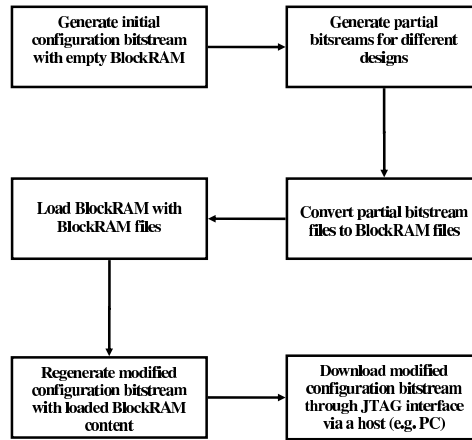 Generate initial
configuration bitstream
with empty BlockRAM
Generate partial
bitsreams for different
designs
Load BlockRAM with
BlockRAM files
Convert partial bitstream
files to BlockRAM files
Regenerate modified
configuration bitstream
with loaded BlockRAM
content
Download modified
configuration bitstream
through JTAG interface
via a host (e.g. PC)